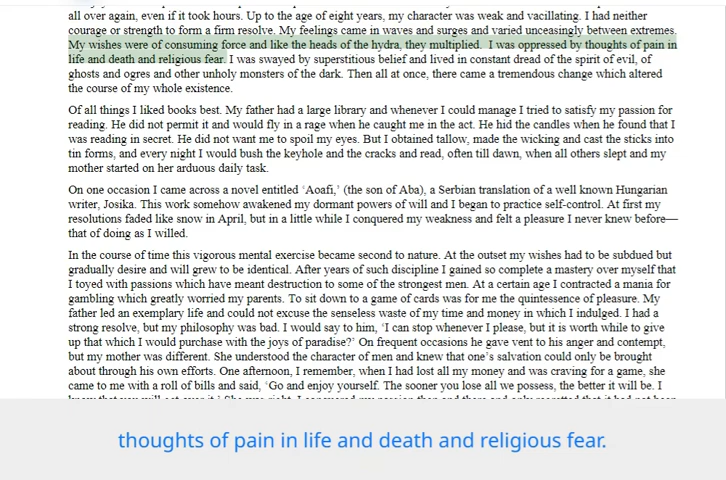 all over again, even if it took hours. Up to the age of eight years, my character was weak and vacillating. I had neither
courage or strength to form a firm resolve. My feelings came in waves and surges and varied unceasingly between extremes.
My wishes were of consuming force and like the heads of the hydra, they multiplied. I was oppressed by thoughts of pain in
life and death and religious fear. I was swayed by superstitious belief and lived in constant dread of the spirit of evil, of
ghosts and ogres and other unholy monsters of the dark. Then all at once, there came a tremendous change which altered
the course of my whole existence.
Of all things I liked books best. My father had a large library and whenever I could manage I tried to satisfy my passion for
reading. He did not permit it and would fly in a rage when he caught me in the act. He hid the candles when he found that I
was reading in secret. He did not want me to spoil my eyes. But I obtained tallow, made the wicking and cast the sticks into
tin forms, and every night I would bush the keyhole and the cracks and read, often till dawn, when all others slept and my
mother started on her arduous daily task.
On one occasion I came across a novel entitled ‘Aoafi,’ (the son of Aba), a Serbian translation of a well known Hungarian
writer, Josika. This work somehow awakened my dormant powers of will and I began to practice self-control. At first my
resolutions faded like snow in April, but in a little while I conquered my weakness and felt a pleasure I never knew before—
that of doing as I willed.
In the course of time this vigorous mental exercise became second to nature. At the outset my wishes had to be subdued but
gradually desire and will grew to be identical. After years of such discipline I gained so complete a mastery over myself that
I toyed with passions which have meant destruction to some of the strongest men. At a certain age I contracted a mania for
gambling which greatly worried my parents. To sit down to a game of cards was for me the quintessence of pleasure. My
father led an exemplary life and could not excuse the senseless waste of my time and money in which I indulged. I had a
strong resolve, but my philosophy was bad. I would say to him, ‘I can stop whenever I please, but it is worth while to give
up that which I would purchase with the joys of paradise?’ On frequent occasions he gave vent to his anger and contempt,
but my mother was different. She understood the character of men and knew that one’s salvation could only be brought
about through his own efforts. One afternoon, I remember, when I had lost all my money and was craving for a game, she
came to me with a roll of bills and said, ‘Go and enjoy yourself. The sooner you lose all we possess, the better it will be. I
thoughts of pain in life and death and religious fear.